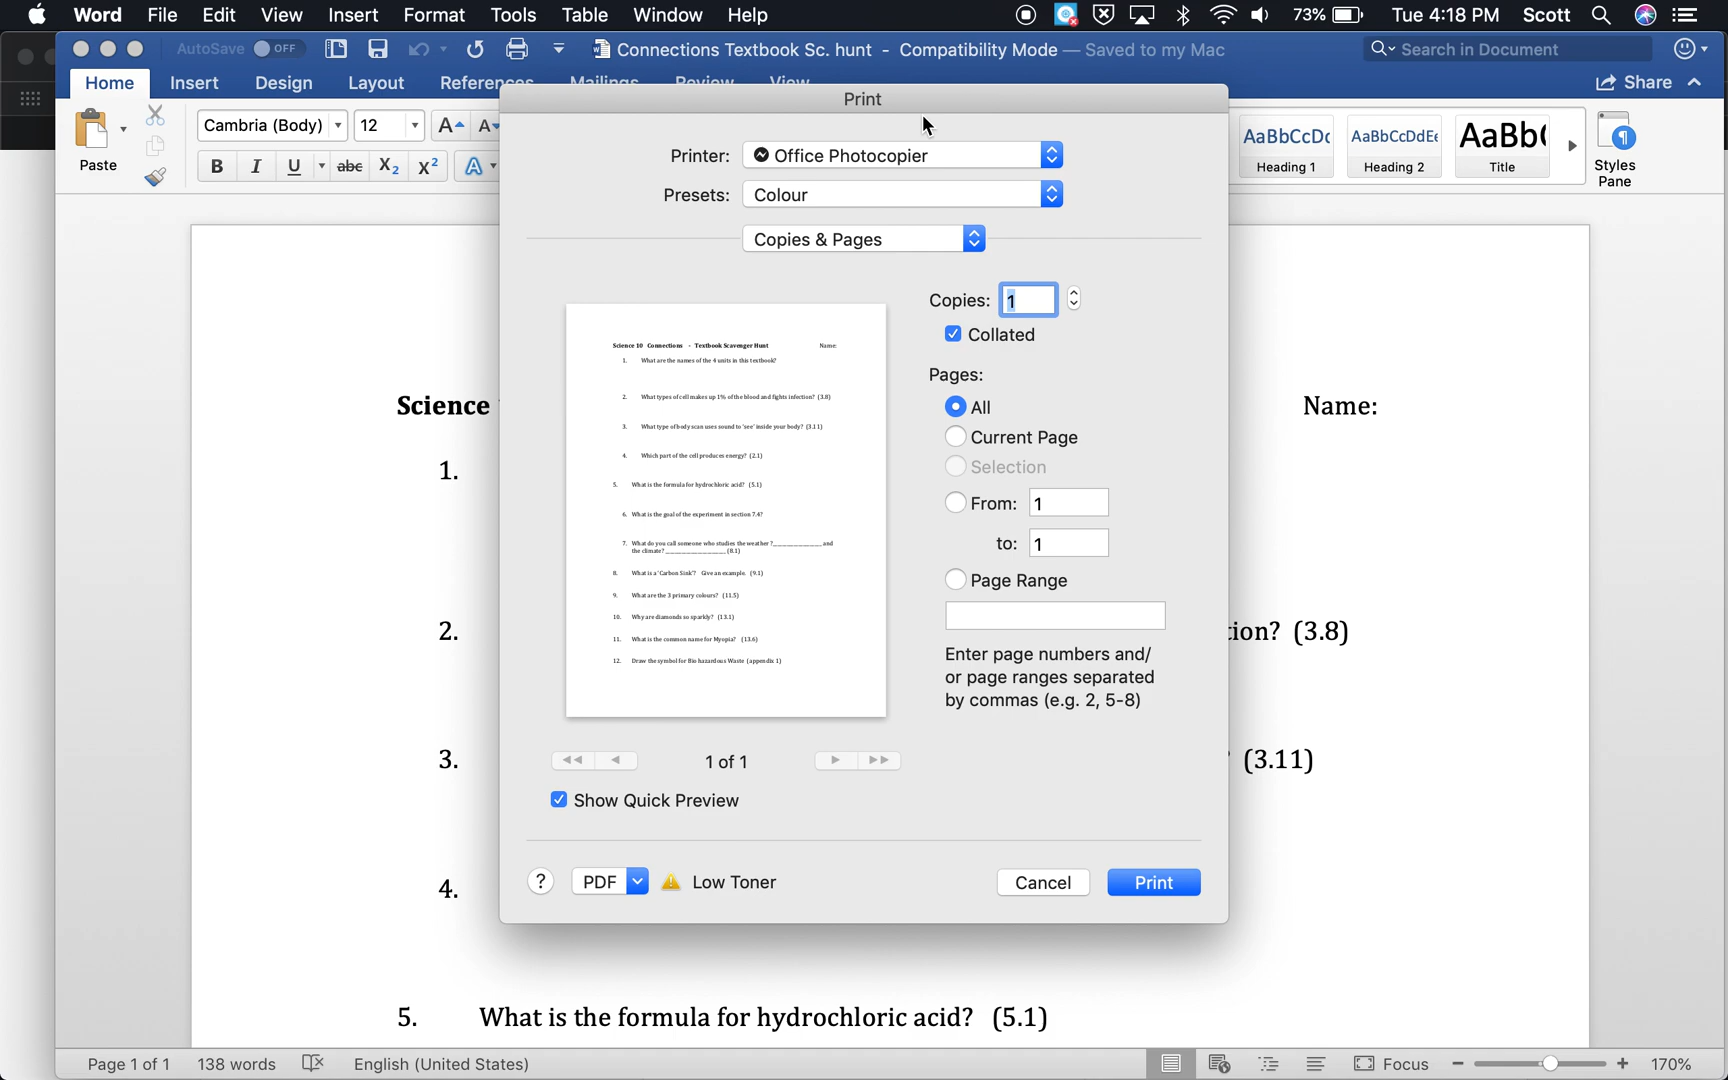 Word File Edit View Insert Format Tools Table Window Help 73% Tue 4:18 PM Scott
AutoSave OFF Connections Textbook Sc. hunt - Compatibility Mode — Saved to my Mac Search in Document
Home Insert Design Layout References Mailings Review View Share
Print
Paste Cambria (Body) 12 A A
B I U abc X2 X2 A
AaBbCcDc AaBbCcDdEe AaBb(
Heading 1 Heading 2 Title
Styles
Pane
Printer: Office Photocopier
Presets: Colour
Copies & Pages
Copies: 1
Collated
Pages:
All
Current Page
Selection
From: 1
to: 1
Page Range
Enter page numbers and/
or page ranges separated
by commas (e.g. 2, 5-8)
Science 10 Connections - Textbook Scavenger Hunt Name:
1. What are the names of the 4 units in this textbook?
2. What types of cell makes up 1% of the blood and fights infection? (3.8)
3. What type of body scan uses sound to 'see' inside your body? (3.11)
4. Which part of the cell produces energy? (2.1)
5. What is the formula for hydrochloric acid? (5.1)
6. What is the goal of the experiment in section 7.4?
7. What do you call someone who studies the weather ?______________ and
the climate? __________________ (8.1)
8. What is a 'Carbon Sink'? Give an example. (9.1)
9. What are the 3 primary colours? (11.5)
10. Why are diamonds so sparkly? (13.1)
11. What is the common name for Myopia? (13.6)
12. Draw the symbol for Bio hazardous Waste (appendix 1)
1 of 1
Show Quick Preview
? PDF Low Toner Cancel Print
Science Name:
1.
2. tion? (3.8)
3. ? (3.11)
4.
5. What is the formula for hydrochloric acid? (5.1)
Page 1 of 1 138 words English (United States) Focus 170%